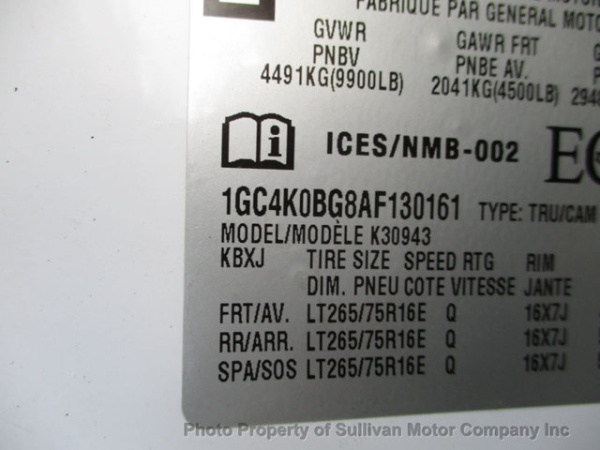 FABRIQUÉ PAR GENERAL MOTO
GVWR GAWR FRT
PNBV PNBE AV.
4491KG(9900LB) 2041KG(4500LB) 294
i ICES/NMB-002
1GC4K0BG8AF130161 TYPE: TRU/CAM
MODEL/MODÈLE K30943
KBXJ TIRE SIZE SPEED RTG RIM
DIM. PNEU COTE VITESSE JANTE
FRT/AV. LT265/75R16E Q 16X7J
RR/ARR. LT265/75R16E Q 16X7J
SPA/SOS LT265/75R16E Q 16X7J
Photo Property of Sullivan Motor Company Inc